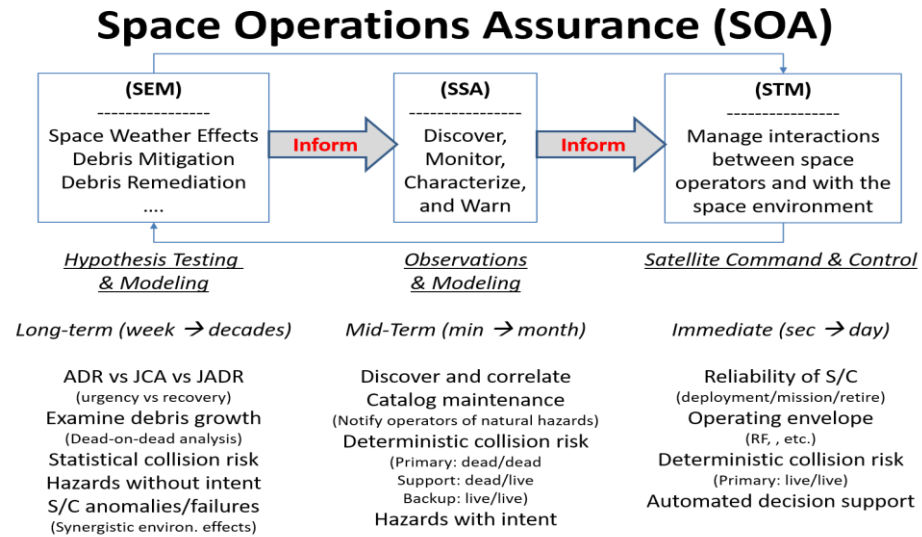 Space Operations Assurance (SOA)
(SEM)
----------------
Space Weather Effects
Debris Mitigation
Debris Remediation
....
Inform
(SSA)
----------------
Discover,
Monitor,
Characterize,
and Warn
Inform
(STM)
----------------
Manage interactions
between space
operators and with the
space environment
Hypothesis Testing
& Modeling
Long-term (week → decades)
ADR vs JCA vs JADR
(urgency vs recovery)
Examine debris growth
(Dead-on-dead analysis)
Statistical collision risk
Hazards without intent
S/C anomalies/failures
(Synergistic environ. effects)
Observations
& Modeling
Mid-Term (min → month)
Discover and correlate
Catalog maintenance
(Notify operators of natural hazards)
Deterministic collision risk
(Primary: dead/dead
Support: dead/live
Backup: live/live)
Hazards with intent
Satellite Command & Control
Immediate (sec → day)
Reliability of S/C
(deployment/mission/retire)
Operating envelope
(RF, , etc.)
Deterministic collision risk
(Primary: live/live)
Automated decision support